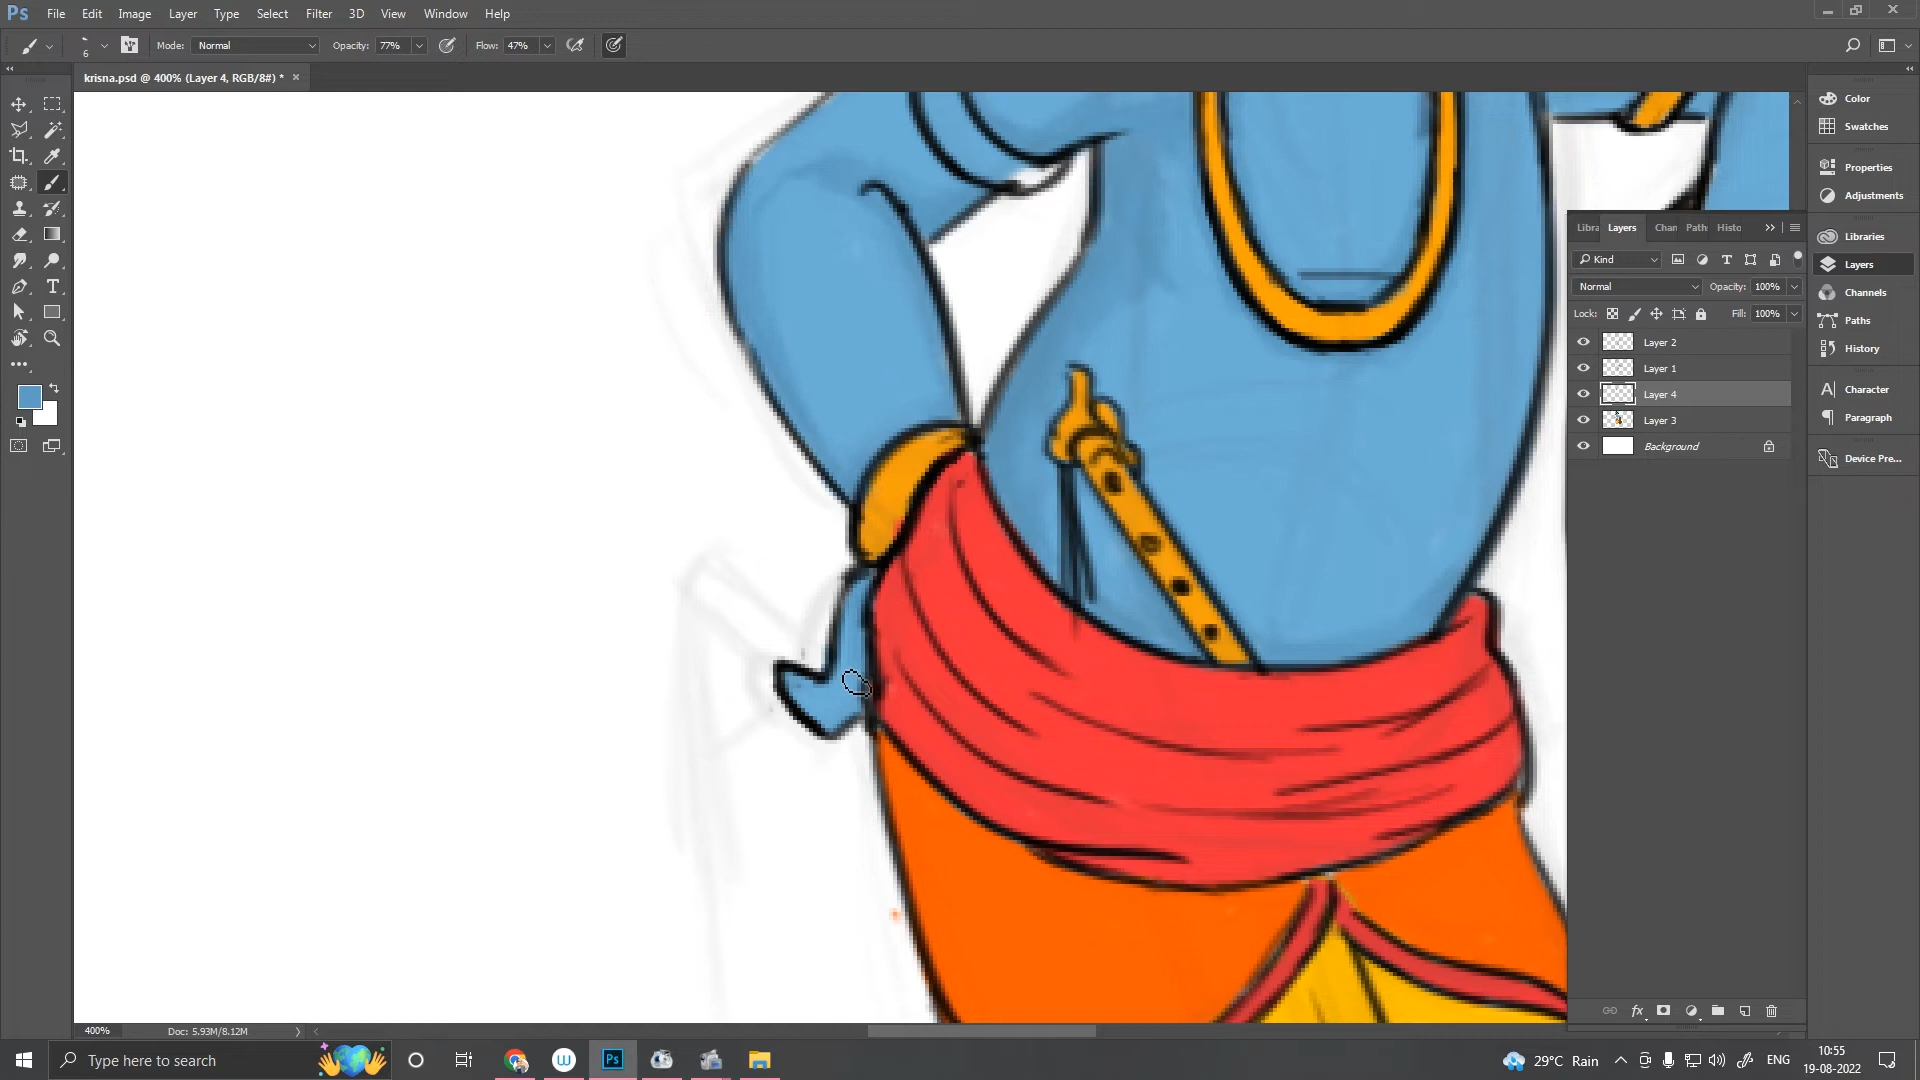 Ps File Edit Image Layer Type Select Filter 3D View Window Help
6 Mode: Normal Opacity: 77% Flow: 47%
krisna.psd @ 400% (Layer 4, RGB/8#) * ×
Color
Swatches
Properties
Adjustments
Libraries
Layers
Channels
Paths
History
Character
Paragraph
Device Pre...
Libra Layers Chan Path Histo
Kind
Normal Opacity: 100%
Lock: Fill: 100%
Layer 2
Layer 1
Layer 4
Layer 3
Background
fx
400% Doc: 5.93M/8.12M
Type here to search
Ps
29°C Rain
ENG
10:55
19-08-2022